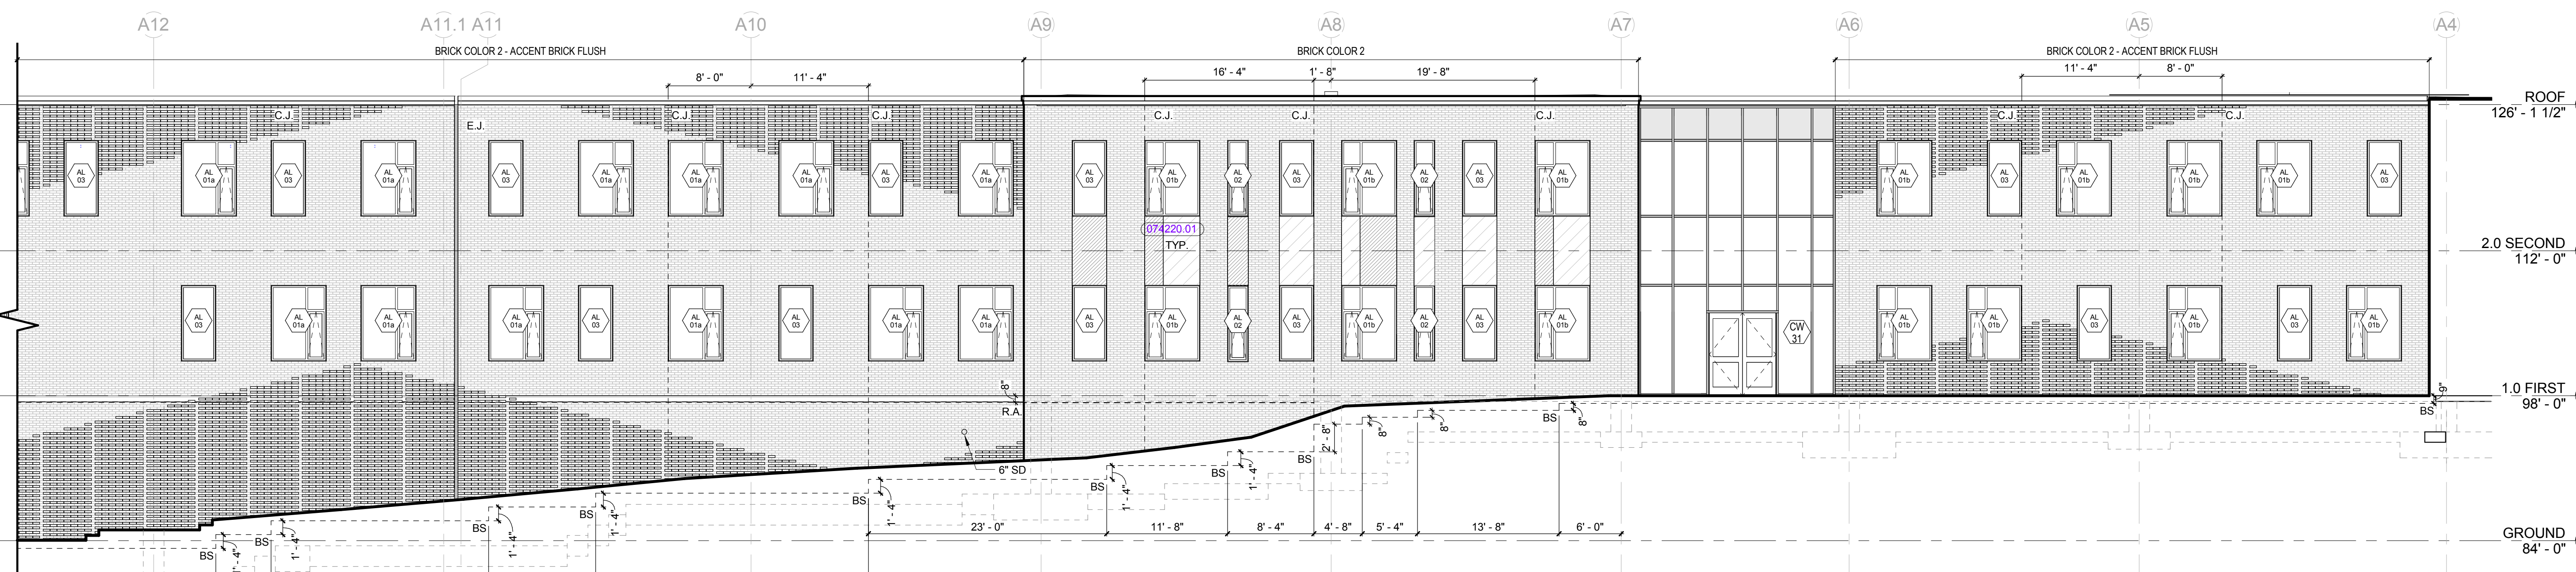 A12 A11.1 A11 A10 A9 A8 A7 A6 A5 A4
BRICK COLOR 2 - ACCENT BRICK FLUSH BRICK COLOR 2 BRICK COLOR 2 - ACCENT BRICK FLUSH
8' - 0" 11' - 4" 16' - 4" 1' - 8" 19' - 8" 11' - 4" 8' - 0"
ROOF
126' - 1 1/2"
C.J. E.J. C.J. C.J. C.J. C.J. C.J. C.J. C.J.
AL AL AL AL AL AL AL AL AL AL AL AL AL AL AL AL AL AL AL AL AL AL AL AL
03 01a 03 01a 03 01a 01a 01a 03 01a 03 01b 02 03 01b 02 03 01b 01b 03 01b 01b 01b 03
074220.01
TYP.
2.0 SECOND
112' - 0"
AL AL AL AL AL AL AL AL AL AL AL AL AL AL AL AL AL CW AL AL AL AL AL AL
03 01a 01a 01a 03 01a 03 01a 01a 03 01b 02 03 01b 02 03 01b 31 01b 01b 03 01b 03 01b
8"
R.A.
1.0 FIRST
98' - 0"
9"
BS
6" SD
BS BS BS BS BS BS BS BS
1' - 4" 1' - 4" 1' - 4" 1' - 4" 1' - 4" 1' - 4" 1' - 4" 2' - 8" 8" 8" 8"
23' - 0" 11' - 8" 8' - 4" 4' - 8" 5' - 4" 13' - 8" 6' - 0"
GROUND
84' - 0"